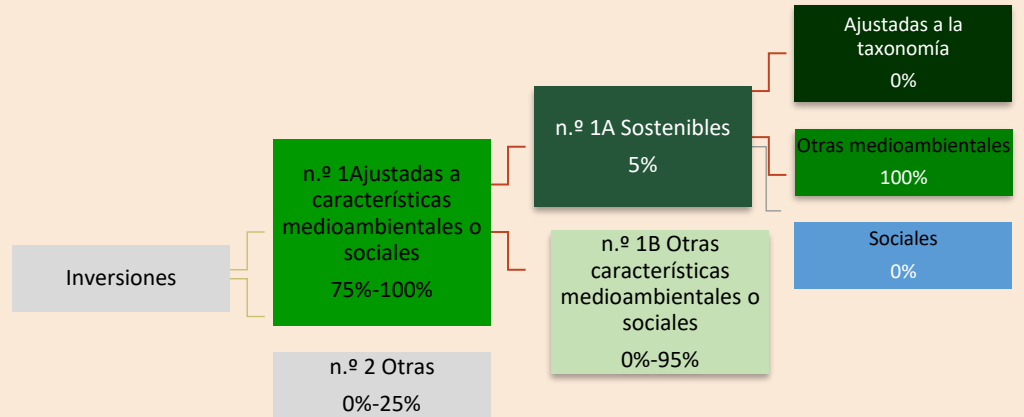 Inversiones
n.º 1Ajustadas a
características
medioambientales o
sociales
75%-100%
n.º 2 Otras
0%-25%
n.º 1A Sostenibles
5%
n.º 1B Otras
características
medioambientales o
sociales
0%-95%
Ajustadas a la
taxonomía
0%
Otras medioambientales
100%
Sociales
0%